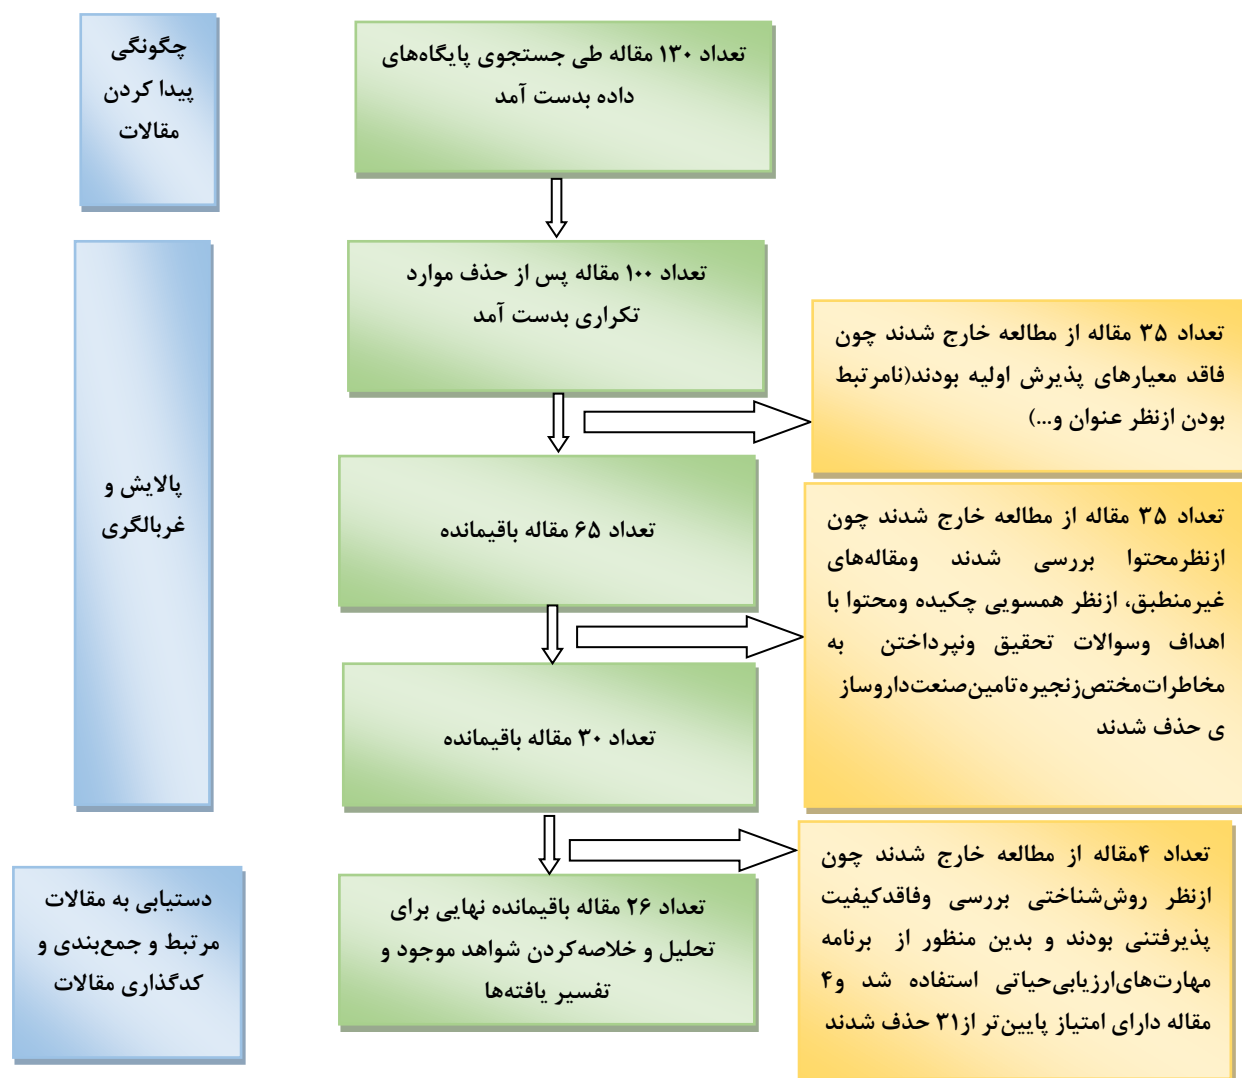 چگونگی
پیدا کردن
مقالات
تعداد ۱۳۰ مقاله طی جستجوی پایگاه‌های
داده بدست آمد
تعداد ۱۰۰ مقاله پس از حذف موارد
تکراری بدست آمد
تعداد ۳۵ مقاله از مطالعه خارج شدند چون
فاقد معیارهای پذیرش اولیه بودند(نامرتبط
بودن ازنظر عنوان و...)
پالایش و
غربالگری
تعداد ۶۵ مقاله باقیمانده
تعداد ۳۵ مقاله از مطالعه خارج شدند چون
ازنظرمحتوا بررسی شدند ومقاله‌های
غیرمنطبق، ازنظر همسویی چکیده ومحتوا با
اهداف وسوالات تحقیق ونپرداختن به
مخاطرات‌مختص‌زنجیره‌تامین‌صنعت‌داروساز
ی حذف شدند
تعداد ۳۰ مقاله باقیمانده
تعداد ۴مقاله از مطالعه خارج شدند چون
ازنظر روش‌شناختی بررسی وفاقدکیفیت
پذیرفتنی بودند و بدین منظور از برنامه
مهارت‌های‌ارزیابی‌حیاتی استفاده شد و۴
مقاله دارای امتیاز پایین‌تر از۳۱ حذف شدند
دستیابی به مقالات
مرتبط و جمع‌بندی و
کدگذاری مقالات
تعداد ۲۶ مقاله باقیمانده نهایی برای
تحلیل و خلاصه‌کردن شواهد موجود و
تفسیر یافته‌ها